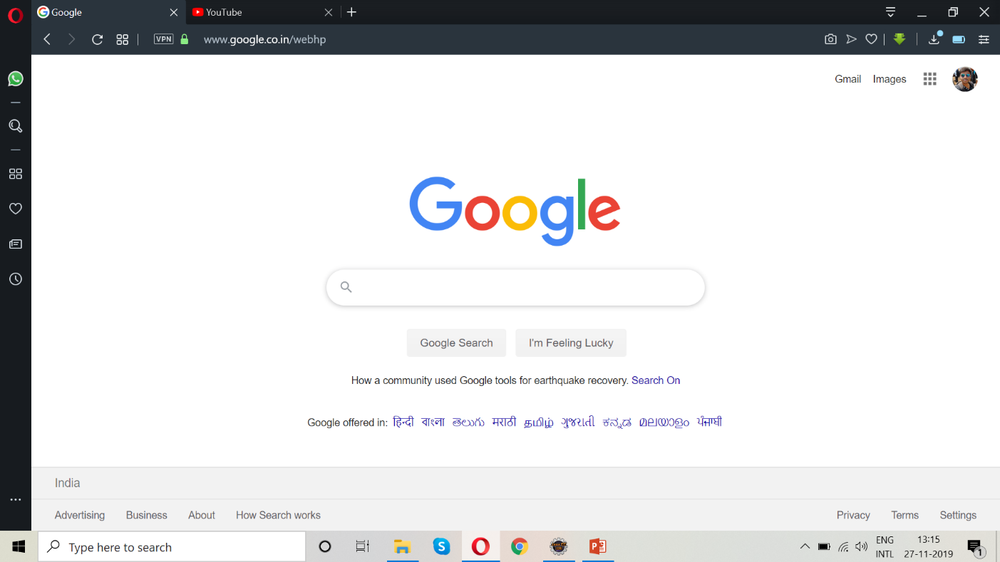 Google
YouTube
VPN
www.google.co.in/webhp
Gmail Images
Google
Google Search
I'm Feeling Lucky
How a community used Google tools for earthquake recovery. Search On
Google offered in: हिन्दी বাংলা తెలుగు मराठी தமிழ் ગુજરાતી ಕನ್ನಡ മലയാളം ਪੰਜਾਬੀ
India
Advertising Business About How Search works
Privacy Terms Settings
Type here to search
ENG
INTL
13:15
27-11-2019
1